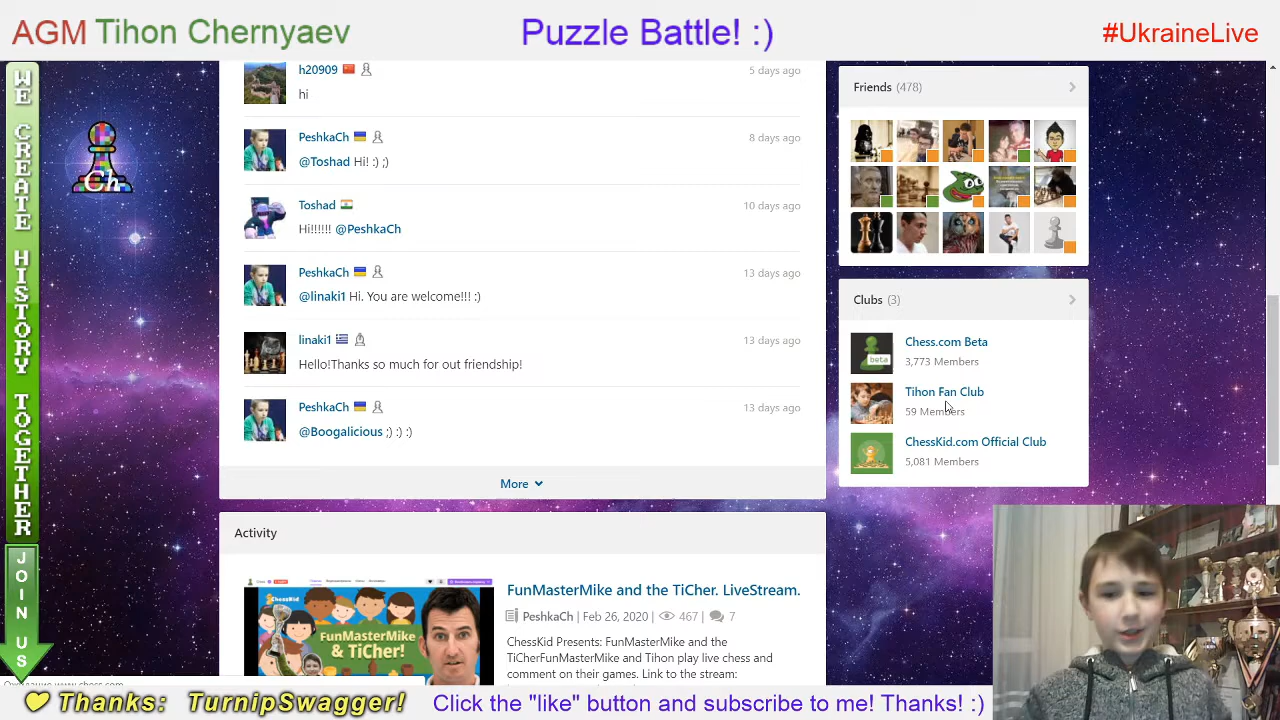 AGM Tihon Chernyaev
Puzzle Battle! :)
#UkraineLive
WE CREATE HISTORY TOGETHER
JOIN US
Ch
h20909
5 days ago
hi
PeshkaCh
8 days ago
@Toshad Hi! :) ;)
Toshad
10 days ago
Hi!!!!!! @PeshkaCh
PeshkaCh
13 days ago
@linaki1 Hi. You are welcome!!! :)
linaki1
13 days ago
Hello!Thanks so much for out friendship!
PeshkaCh
13 days ago
@Boogalicious ;) :) :)
More
Friends (478)
Clubs (3)
Chess.com Beta
3,773 Members
beta
Tihon Fan Club
59 Members
ChessKid.com Official Club
5,081 Members
Activity
ChessKid
FunMasterMike
& TiCher!
FunMasterMike and the TiCher. LiveStream.
PeshkaCh | Feb 26, 2020 | 467 | 7
ChessKid Presents: FunMasterMike and the
TiCherFunMasterMike and Tihon play live chess and
comment on their games. Link to the stream:
Thanks: TurnipSwagger!
Click the "like" button and subscribe to me! Thanks! :)